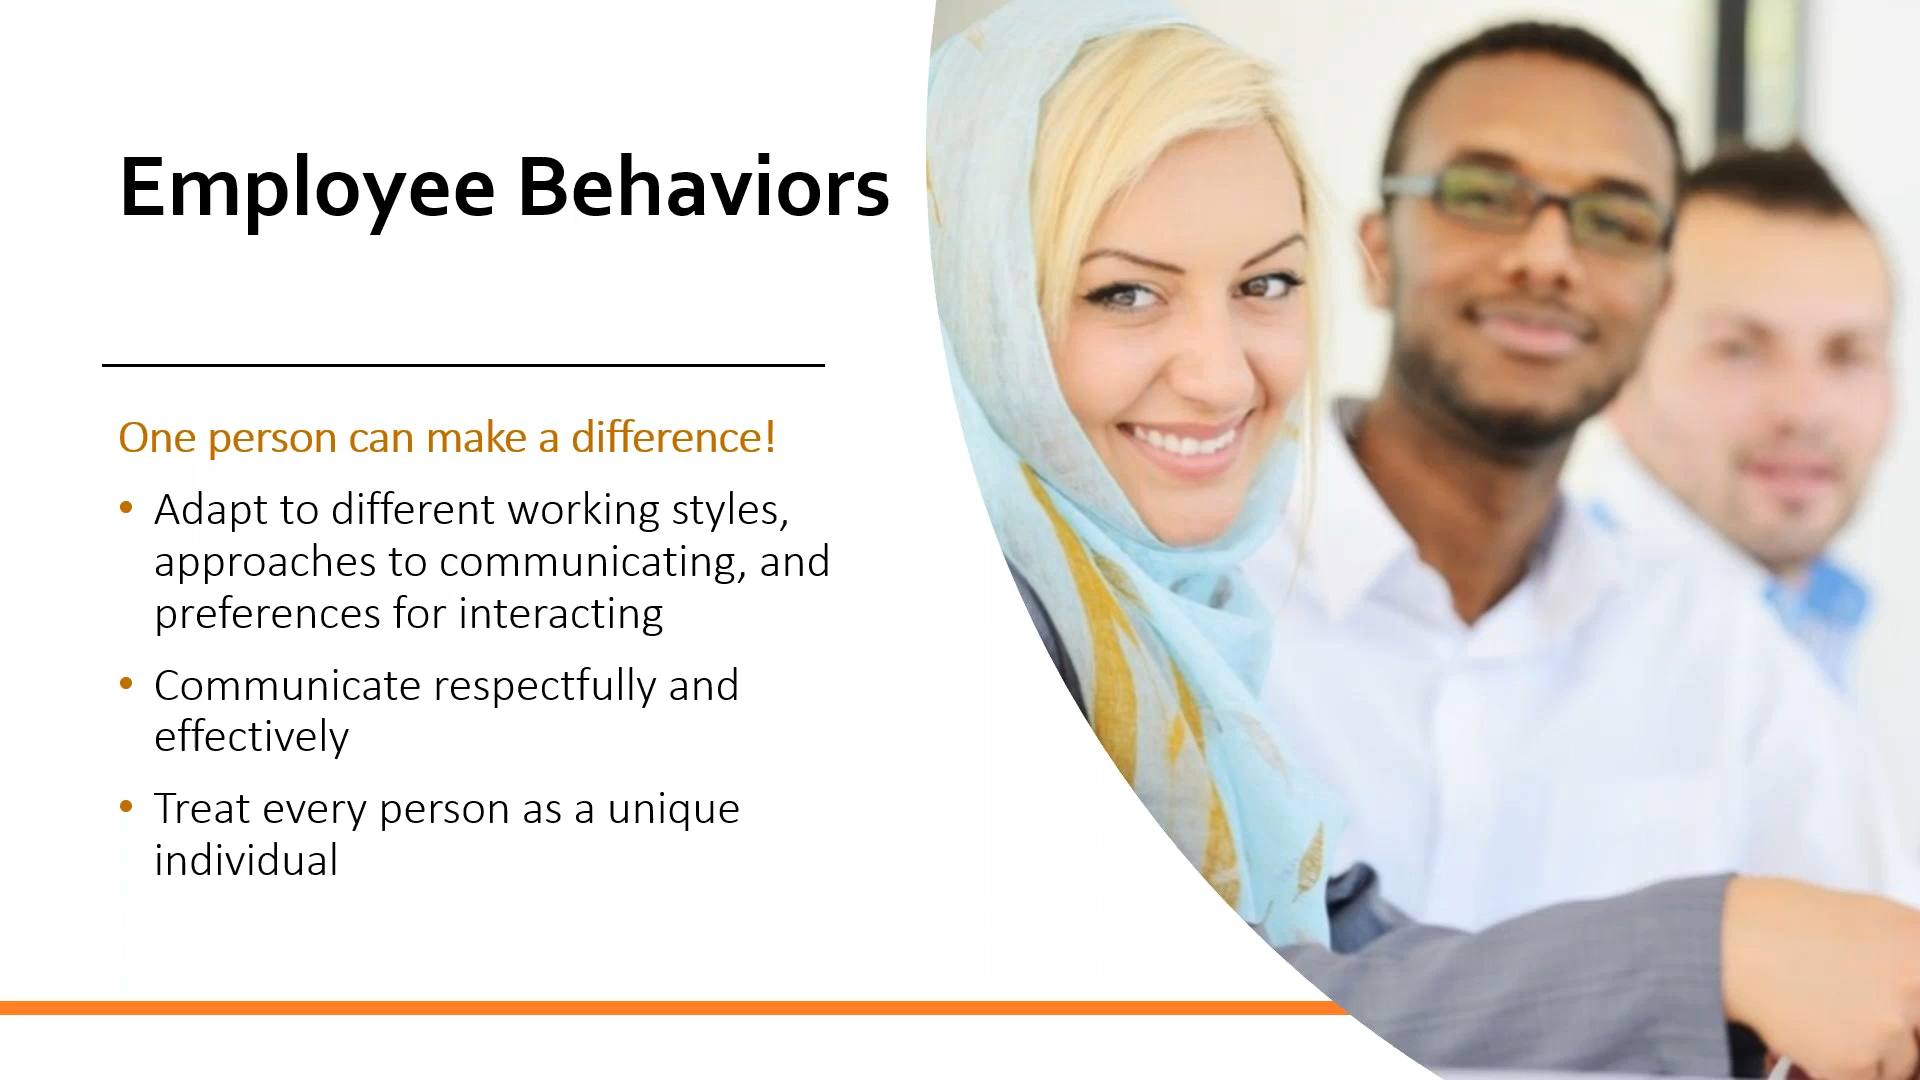 Employee Behaviors
One person can make a difference!
• Adapt to different working styles,
approaches to communicating, and
preferences for interacting
• Communicate respectfully and
effectively
• Treat every person as a unique
individual